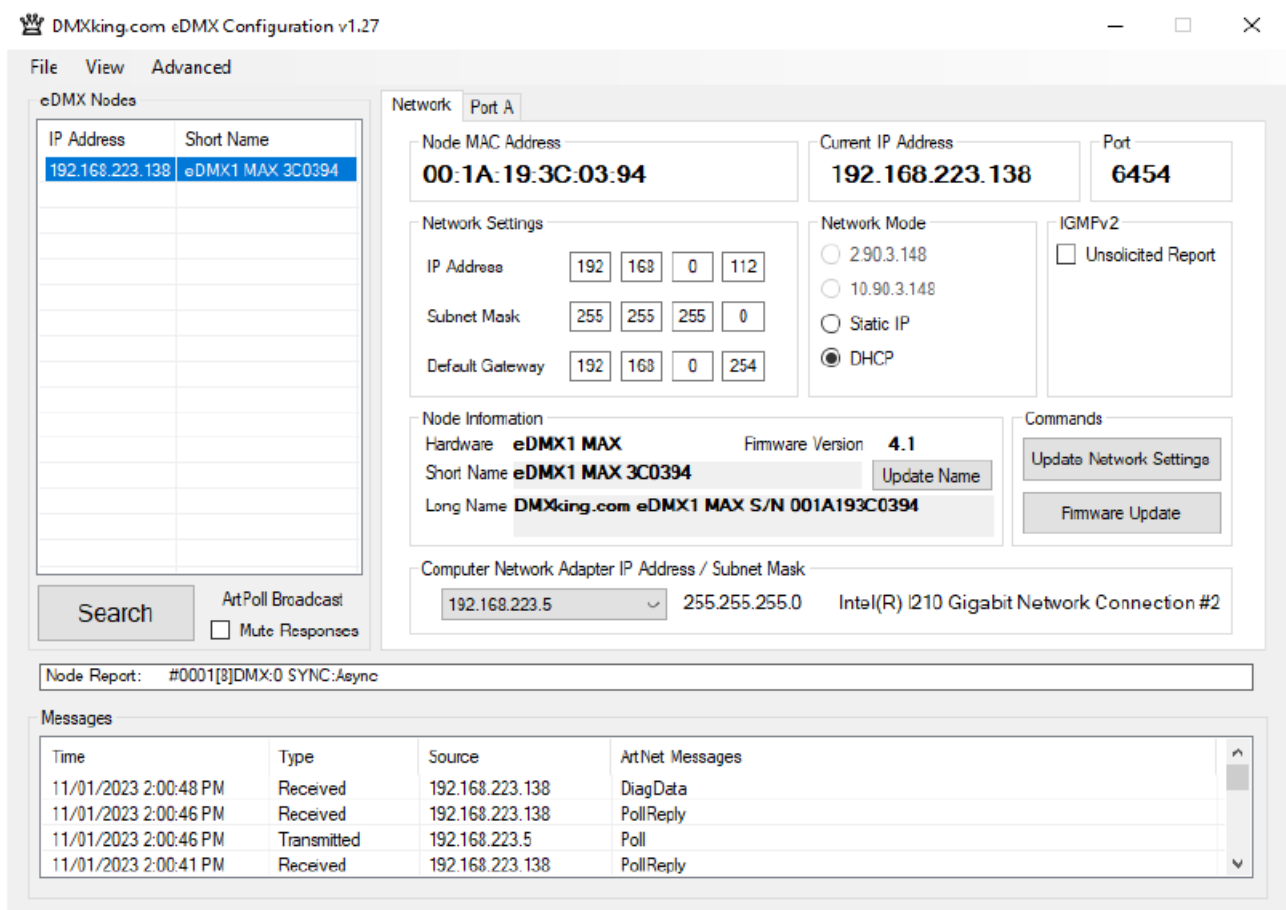 DMXking.com eDMX Configuration v1.27
File View Advanced
eDMX Nodes
IP Address Short Name
192.168.223.138 eDMX1 MAX 3C0394
Search
ArtPoll Broadcast
Mute Responses
Network Port A
Node MAC Address
00:1A:19:3C:03:94
Current IP Address
192.168.223.138
Port
6454
Network Settings
IP Address 192 168 0 112
Subnet Mask 255 255 255 0
Default Gateway 192 168 0 254
Network Mode
2.90.3.148
10.90.3.148
Static IP
DHCP
IGMPv2
Unsolicited Report
Node Information
Hardware eDMX1 MAX Firmware Version 4.1
Short Name eDMX1 MAX 3C0394 Update Name
Long Name DMXking.com eDMX1 MAX S/N 001A193C0394
Commands
Update Network Settings
Firmware Update
Computer Network Adapter IP Address / Subnet Mask
192.168.223.5 255.255.255.0 Intel(R) I210 Gigabit Network Connection #2
Node Report: #0001[8]DMX:0 SYNC:Async
Messages
Time Type Source ArtNet Messages
11/01/2023 2:00:48 PM Received 192.168.223.138 DiagData
11/01/2023 2:00:46 PM Received 192.168.223.138 PollReply
11/01/2023 2:00:46 PM Transmitted 192.168.223.5 Poll
11/01/2023 2:00:41 PM Received 192.168.223.138 PollReply